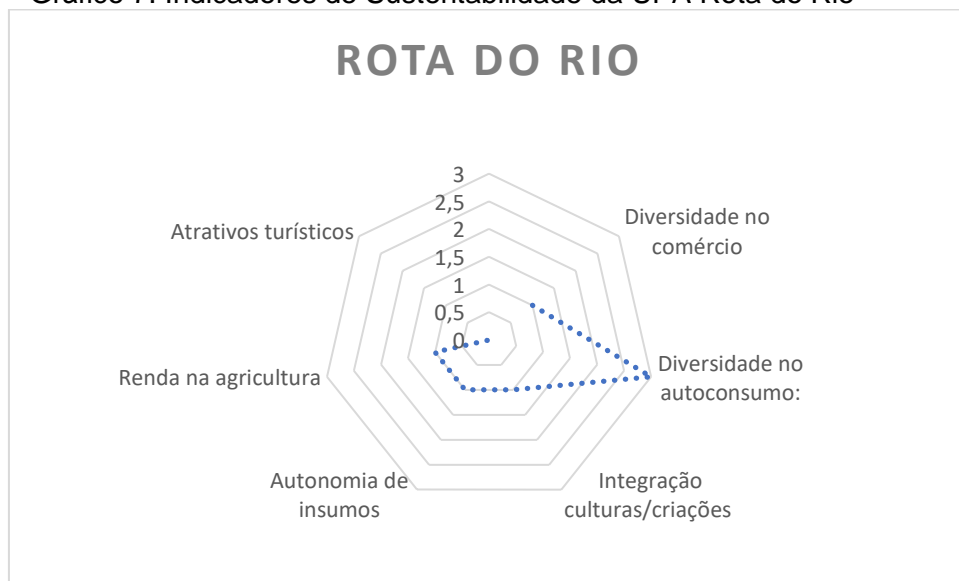 ROTA DO RIO
3
2,5
2
1,5
1
0,5
0
Diversidade no
comércio
Diversidade no
autoconsumo:
Integração
culturas/criações
Autonomia de
insumos
Renda na agricultura
Atrativos turísticos